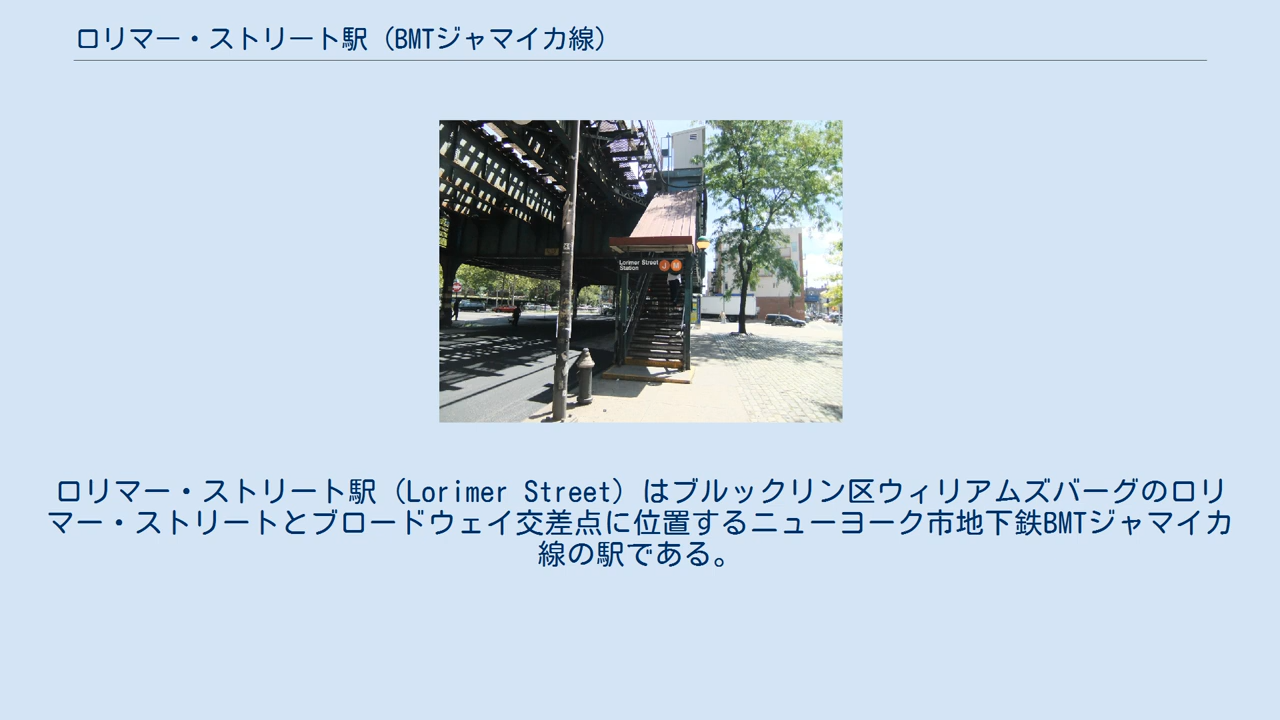 ロリマー・ストリート駅（BMTジャマイカ線）
Lorimer Street
Station
J M
ロリマー・ストリート駅（Lorimer Street）はブルックリン区ウィリアムズバーグのロリ
マー・ストリートとブロードウェイ交差点に位置するニューヨーク市地下鉄BMTジャマイカ
線の駅である。